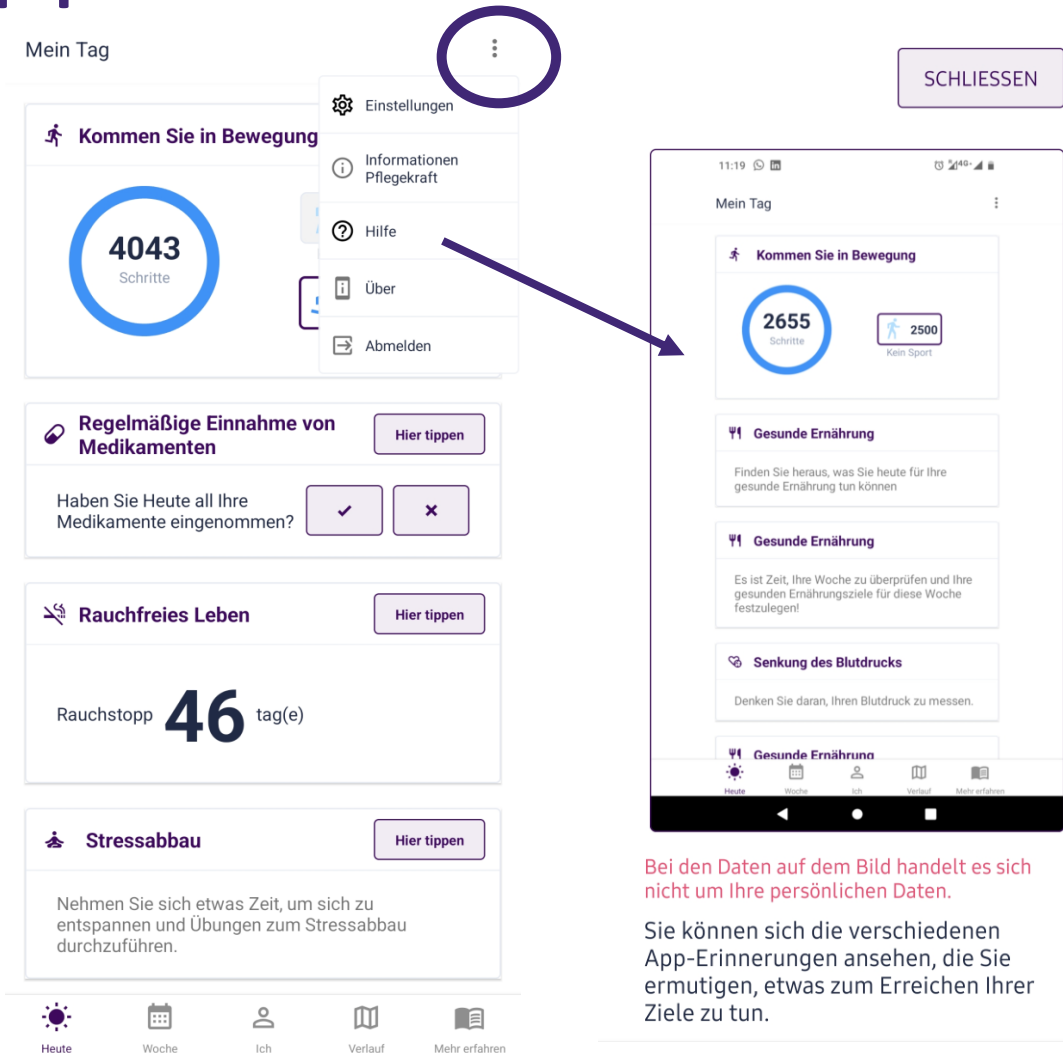 Mein Tag
Einstellungen
Informationen
Pflegekraft
Hilfe
Über
Abmelden
Kommen Sie in Bewegung
4043
Schritte
Regelmäßige Einnahme von
Medikamenten
Hier tippen
Haben Sie Heute all Ihre
Medikamente eingenommen?
Rauchfreies Leben
Hier tippen
Rauchstopp 46 tag(e)
Stressabbau
Hier tippen
Nehmen Sie sich etwas Zeit, um sich zu
entspannen und Übungen zum Stressabbau
durchzuführen.
Heute
Woche
Ich
Verlauf
Mehr erfahren
SCHLIESSEN
11:19
4G+
Mein Tag
Kommen Sie in Bewegung
2655
Schritte
2500
Kein Sport
Gesunde Ernährung
Finden Sie heraus, was Sie heute für Ihre
gesunde Ernährung tun können
Gesunde Ernährung
Es ist Zeit, Ihre Woche zu überprüfen und Ihre
gesunden Ernährungsziele für diese Woche
festzulegen!
Senkung des Blutdrucks
Denken Sie daran, Ihren Blutdruck zu messen.
Gesunde Ernährung
Heute
Woche
Ich
Verlauf
Mehr erfahren
Bei den Daten auf dem Bild handelt es sich
nicht um Ihre persönlichen Daten.
Sie können sich die verschiedenen
App-Erinnerungen ansehen, die Sie
ermutigen, etwas zum Erreichen Ihrer
Ziele zu tun.